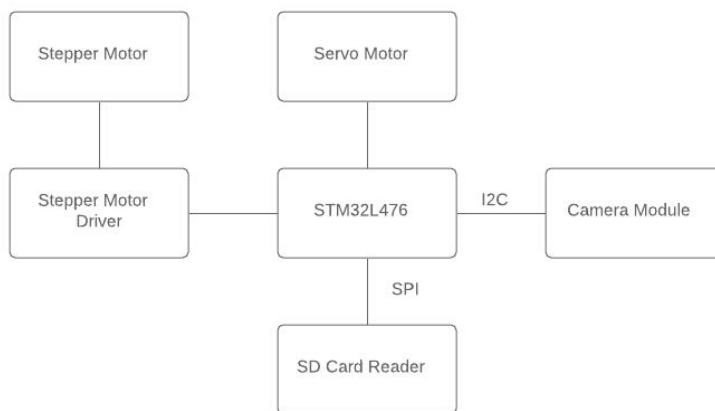 Stepper Motor
Servo Motor
Stepper Motor
Driver
STM32L476
I2C
Camera Module
SPI
SD Card Reader